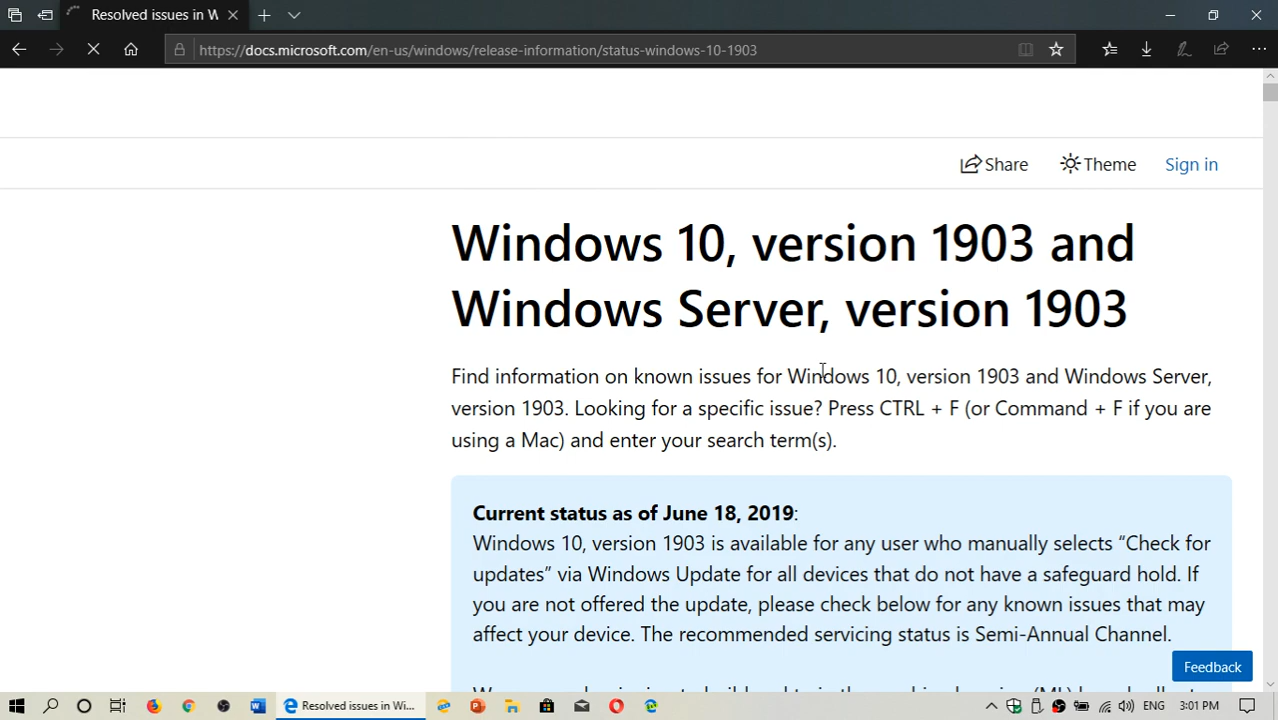 Resolved issues in W
https://docs.microsoft.com/en-us/windows/release-information/status-windows-10-1903
Share
Theme
Sign in
Windows 10, version 1903 and
Windows Server, version 1903
Find information on known issues for Windows 10, version 1903 and Windows Server,
version 1903. Looking for a specific issue? Press CTRL + F (or Command + F if you are
using a Mac) and enter your search term(s).
Current status as of June 18, 2019:
Windows 10, version 1903 is available for any user who manually selects “Check for
updates” via Windows Update for all devices that do not have a safeguard hold. If
you are not offered the update, please check below for any known issues that may
affect your device. The recommended servicing status is Semi-Annual Channel.
Feedback
Resolved issues in Wi...
ENG
3:01 PM